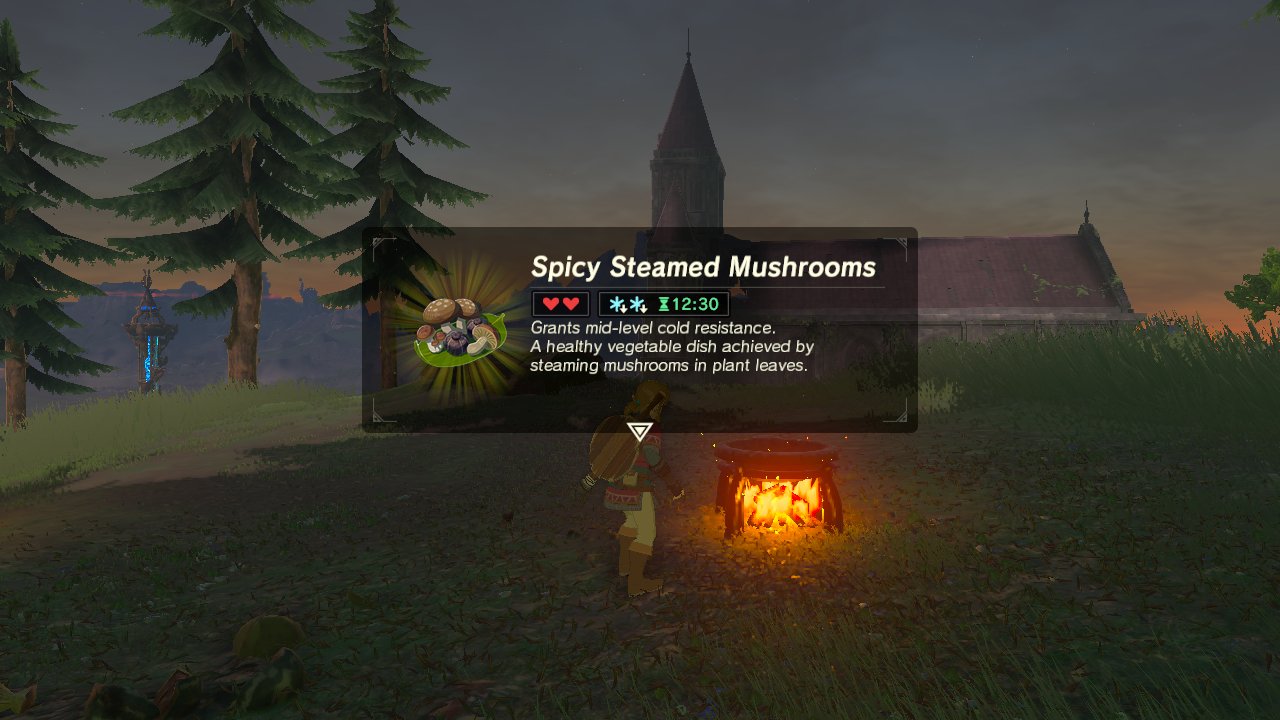 Spicy Steamed Mushrooms
12:30
Grants mid-level cold resistance.
A healthy vegetable dish achieved by
steaming mushrooms in plant leaves.